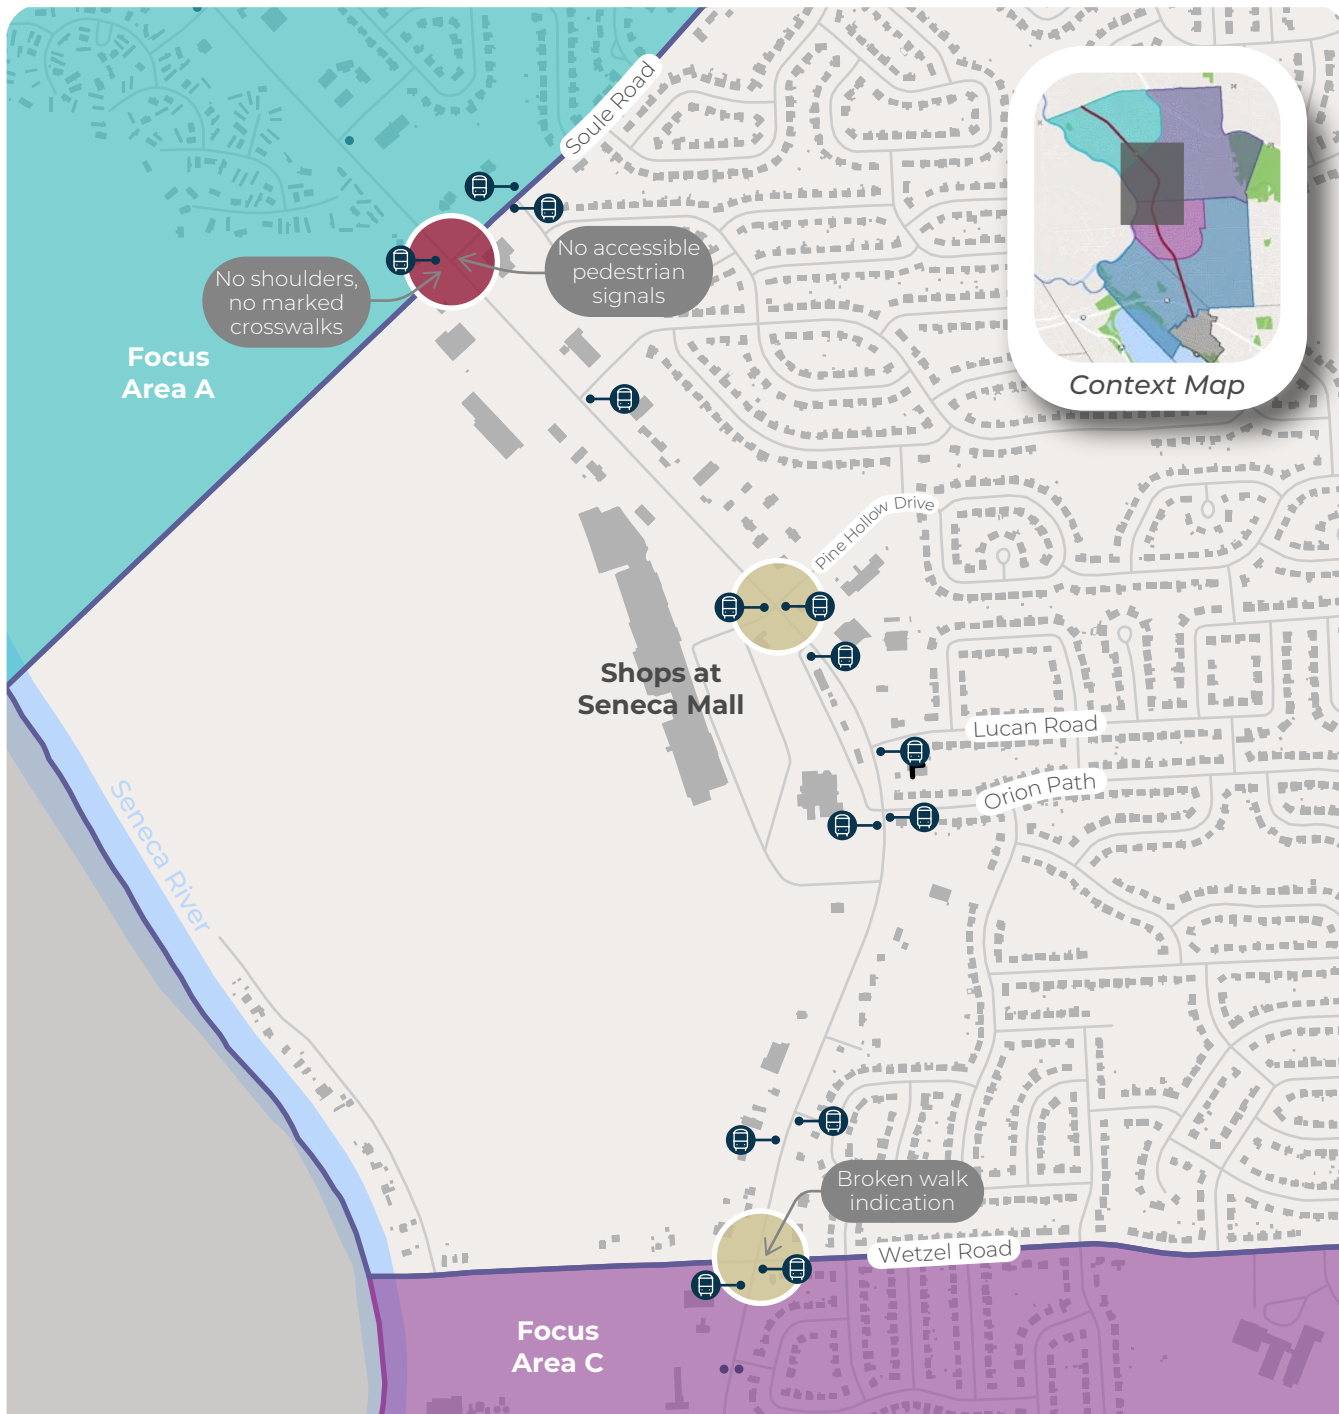 Soule Road
No accessible
pedestrian
signals
No shoulders,
no marked
crosswalks
Focus
Area A
Context Map
Pine Hollow Drive
Shops at
Seneca Mall
Lucan Road
Orion Path
Seneca River
Broken walk
indication
Wetzel Road
Focus
Area C